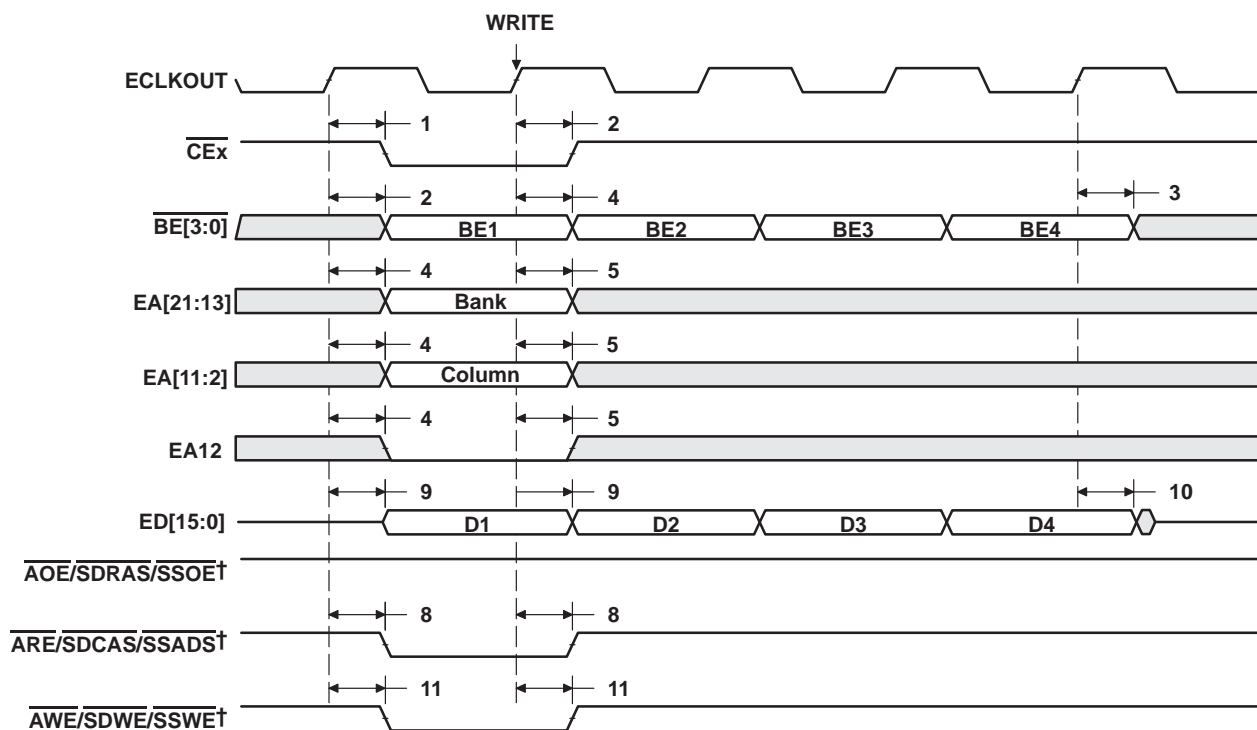 WRITE
ECLKOUT
1 2
CEx
2 4 3
BE[3:0] BE1 BE2 BE3 BE4
4 5
EA[21:13] Bank
4 5
EA[11:2] Column
4 5
EA12
9 9 10
ED[15:0] D1 D2 D3 D4
AOE/SDRAS/SSOE†
8 8
ARE/SDCAS/SSADS†
11 11
AWE/SDWE/SSWE†